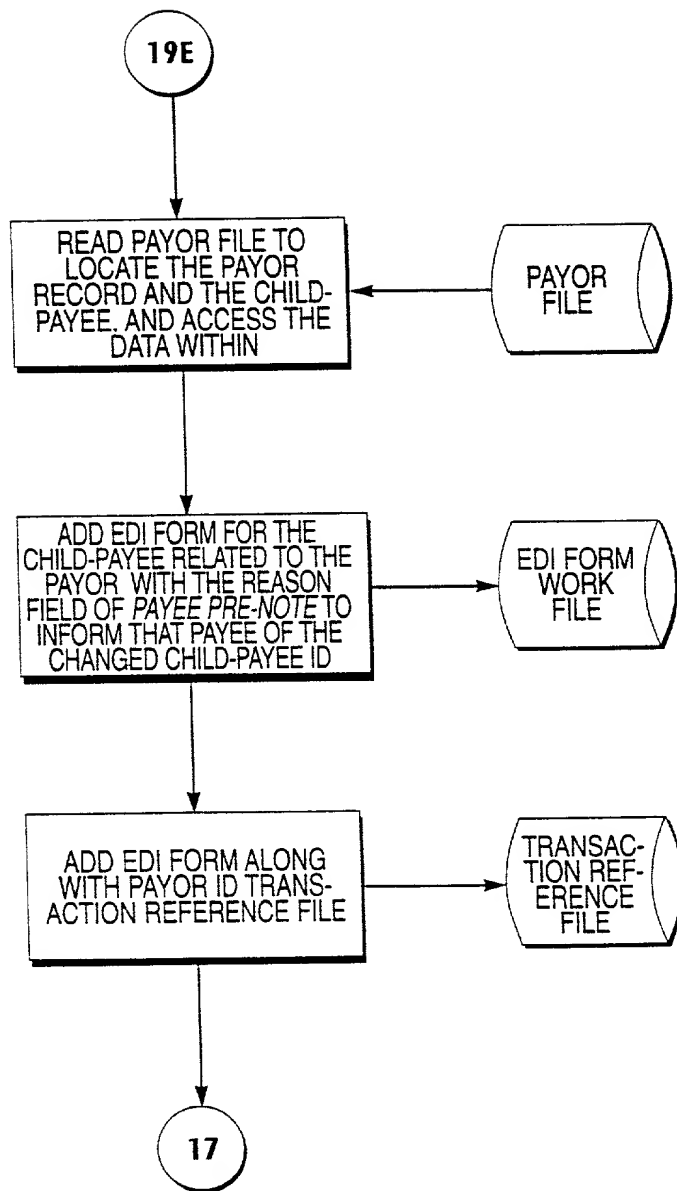 19E
READ PAYOR FILE TO
LOCATE THE PAYOR
RECORD AND THE CHILD-
PAYEE, AND ACCESS THE
DATA WITHIN
PAYOR
FILE
ADD EDI FORM FOR THE
CHILD-PAYEE RELATED TO THE
PAYOR WITH THE REASON
FIELD OF PAYEE PRE-NOTE TO
INFORM THAT PAYEE OF THE
CHANGED CHILD-PAYEE ID
EDI FORM
WORK
FILE
ADD EDI FORM ALONG
WITH PAYOR ID TRANS-
ACTION REFERENCE FILE
TRANSAC-
TION REF-
ERENCE
FILE
17